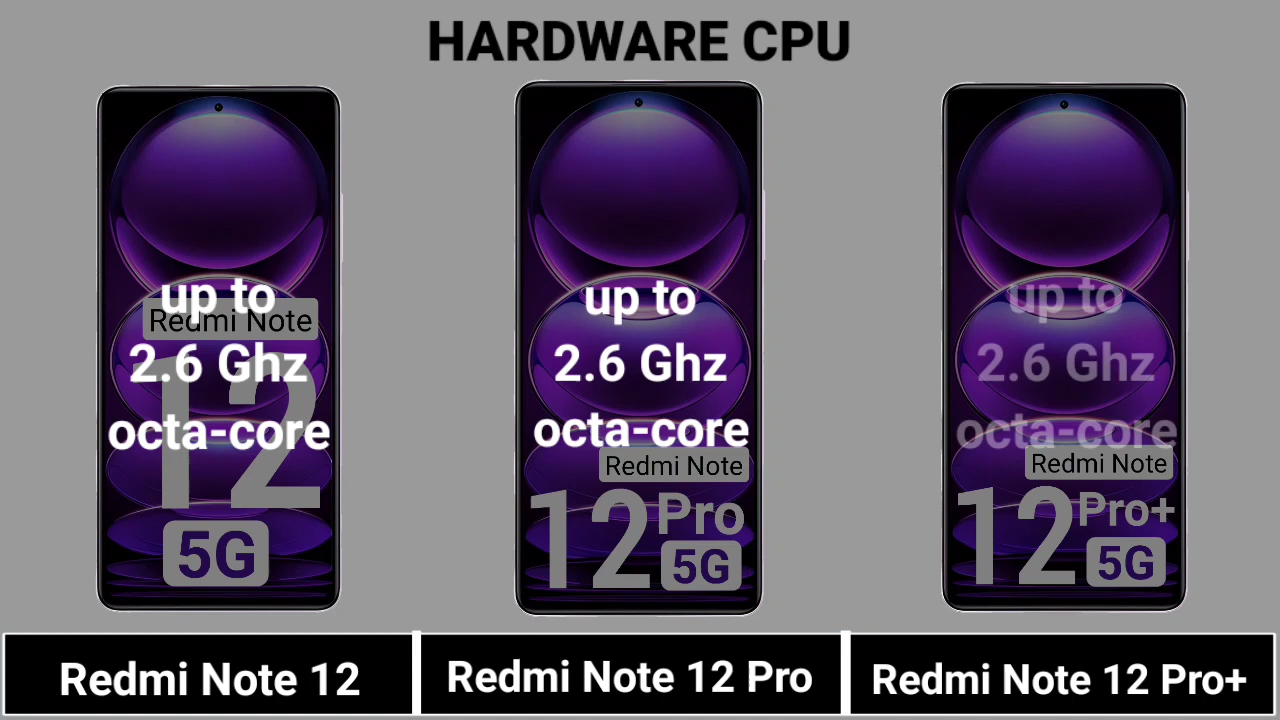 HARDWARE CPU
up to
Redmi Note
2.6 Ghz
12
octa-core
5G
up to
2.6 Ghz
octa-core
Redmi Note
12 Pro
5G
up to
2.6 Ghz
octa-core
Redmi Note
12 Pro+
5G
Redmi Note 12
Redmi Note 12 Pro
Redmi Note 12 Pro+